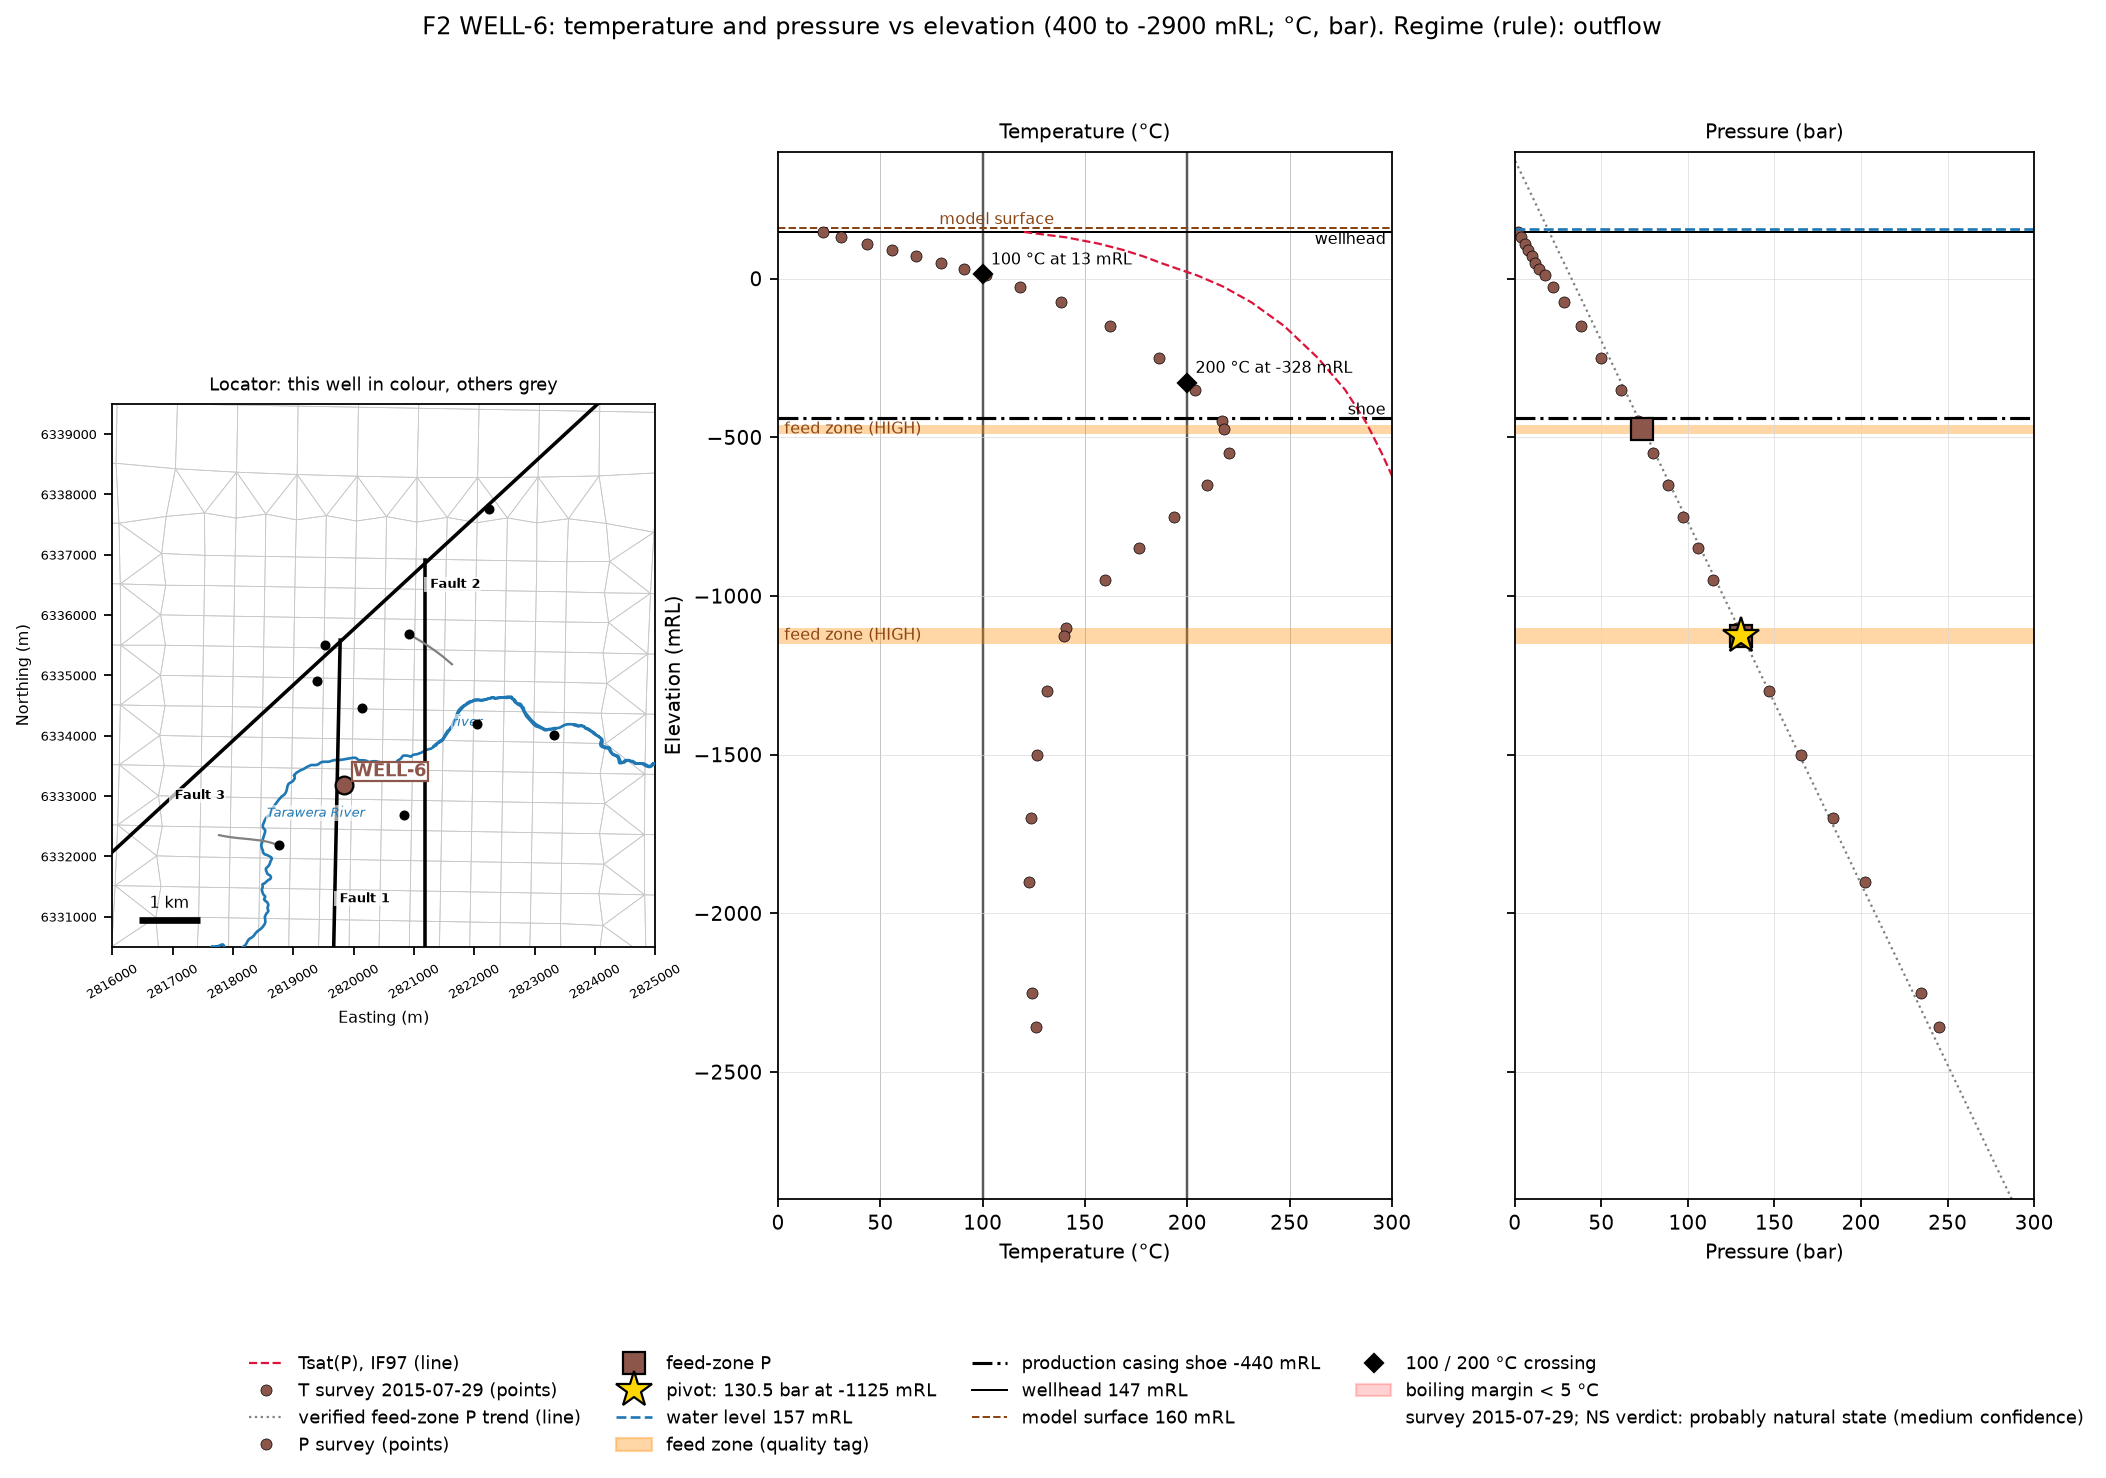 F2 WELL-6: temperature and pressure vs elevation (400 to -2900 mRL; °C, bar). Regime (rule): outflow
Locator: this well in colour, others grey
Northing (m)
6339000
6338000
6337000
6336000
6335000
6334000
6333000
6332000
6331000
Fault 2
river
WELL-6
Fault 3
Tarawera River
Fault 1
1 km
2816000
2817000
2818000
2819000
2820000
2821000
2822000
2823000
2824000
2825000
Easting (m)
Temperature (°C)
Elevation (mRL)
0
−500
−1000
−1500
−2000
−2500
model surface
wellhead
100 °C at 13 mRL
200 °C at -328 mRL
shoe
feed zone (HIGH)
feed zone (HIGH)
0
50
100
150
200
250
300
Temperature (°C)
Pressure (bar)
0
50
100
150
200
250
300
Pressure (bar)
Tsat(P), IF97 (line)
T survey 2015-07-29 (points)
verified feed-zone P trend (line)
P survey (points)
feed-zone P
pivot: 130.5 bar at -1125 mRL
water level 157 mRL
feed zone (quality tag)
production casing shoe -440 mRL
wellhead 147 mRL
model surface 160 mRL
100 / 200 °C crossing
boiling margin < 5 °C
survey 2015-07-29; NS verdict: probably natural state (medium confidence)